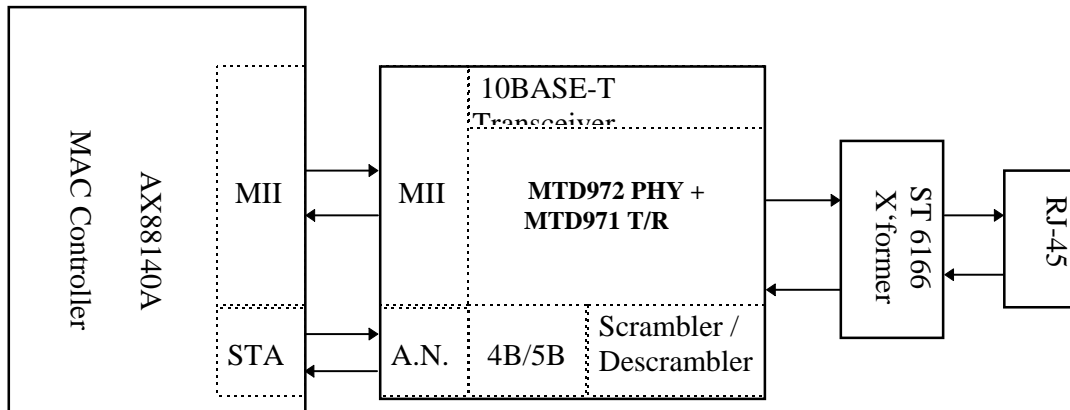 AX88140A
MAC Controller
MII
STA
MII
A.N.
10BASE-T
Transceiver
MTD972 PHY +
MTD971 T/R
4B/5B
Scrambler /
Descrambler
ST 6166
X‘former
RJ-45